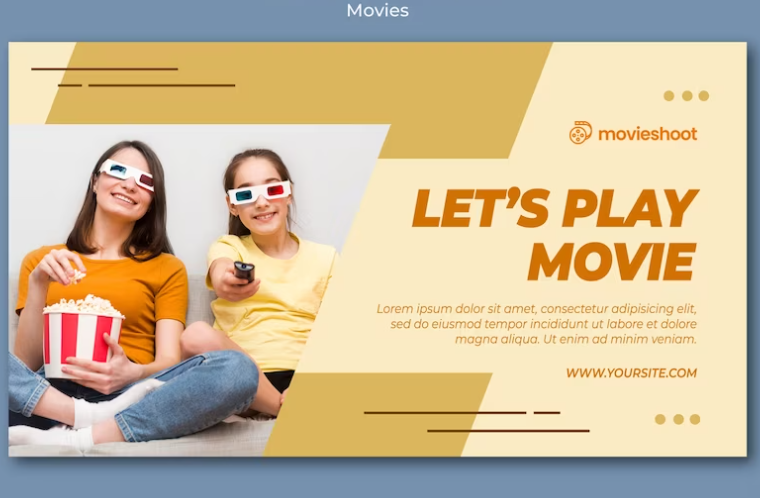 Movies
movieshoot
LET'S PLAY
MOVIE
Lorem ipsum dolor sit amet, consectetur adipisicing elit,
sed do eiusmod tempor incididunt ut labore et dolore
magna aliqua. Ut enim ad minim veniam.
WWW.YOURSITE.COM